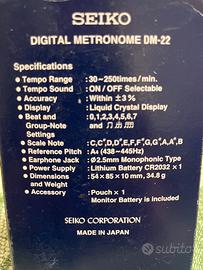 SEIKO
DIGITAL METRONOME DM-22
Specifications
• Tempo Range : 30~250times/min.
• Tempo Sound : ON/OFF Selectable
• Accuracy : Within ±3%
• Display : Liquid Crystal Display
• Beat and : 0,1,2,3,4,5,6,7
Group-Note and
Settings
• Scale Note : C,C#,D,D#,E,F,F#,G,G#,A,A#,B
• Reference Pitch : A4 (438~445Hz)
• Earphone Jack : Ø2.5mm Monophonic Type
• Power Supply : Lithium Battery CR2032 x 1
• Dimensions : 54 x 85 x 10 mm, 34.8 g
and Weight
• Accessory : Pouch x 1
Monitor Battery is included
SEIKO CORPORATION
MADE IN JAPAN
subito